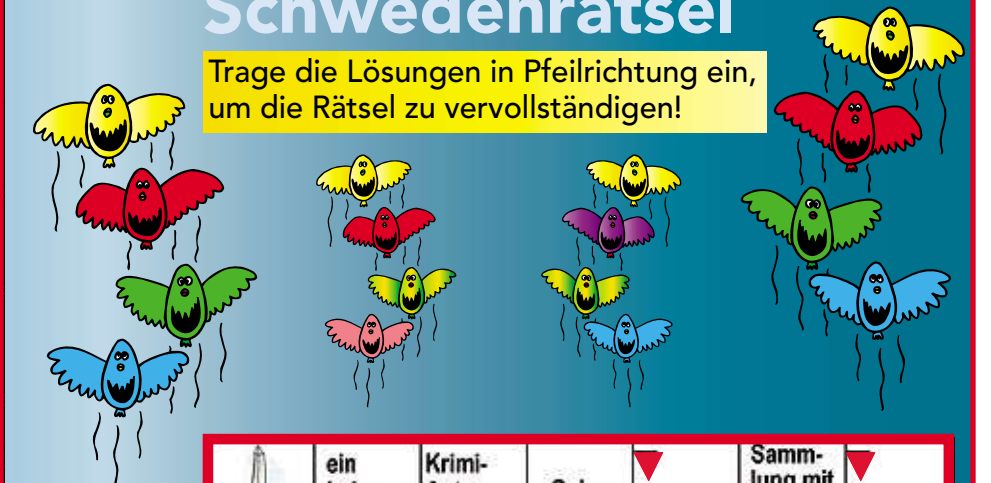 Schwedenrätsel
Trage die Lösungen in Pfeilrichtung ein,
um die Rätsel zu vervollständigen!
ein
Krimi-
Samm-
lung mit